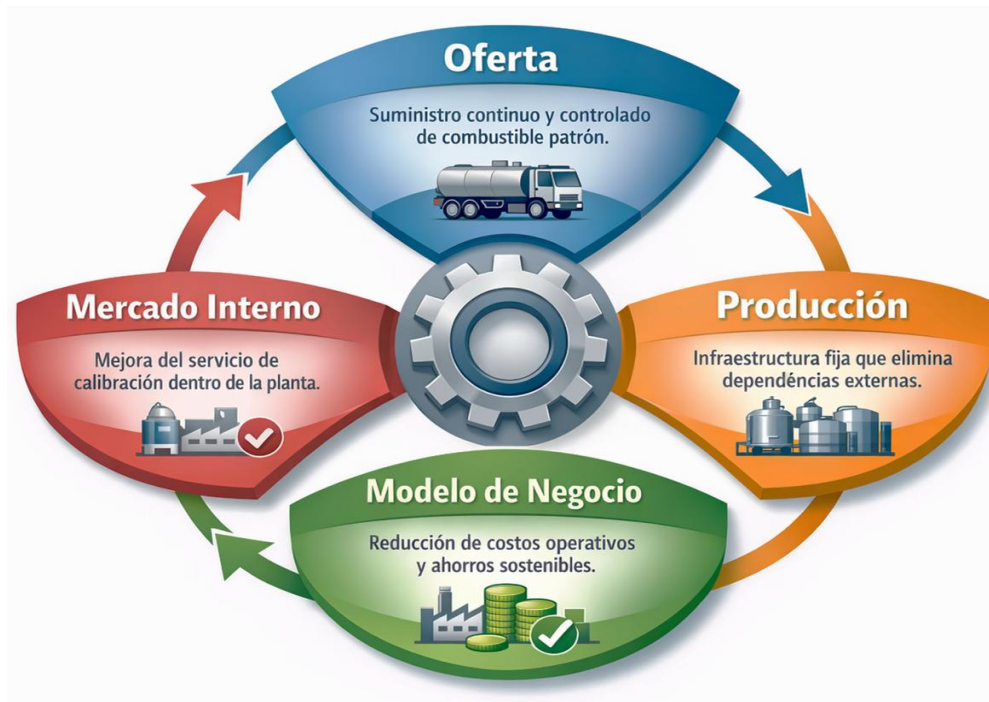 Oferta
Suministro continuo y controlado
de combustible patrón.
Mercado Interno
Mejora del servicio de
calibración dentro de la planta.
Producción
Infraestructura fija que elimina
dependéncias externas.
Modelo de Negocio
Reducción de costos operativos
y ahorros sostenibles.